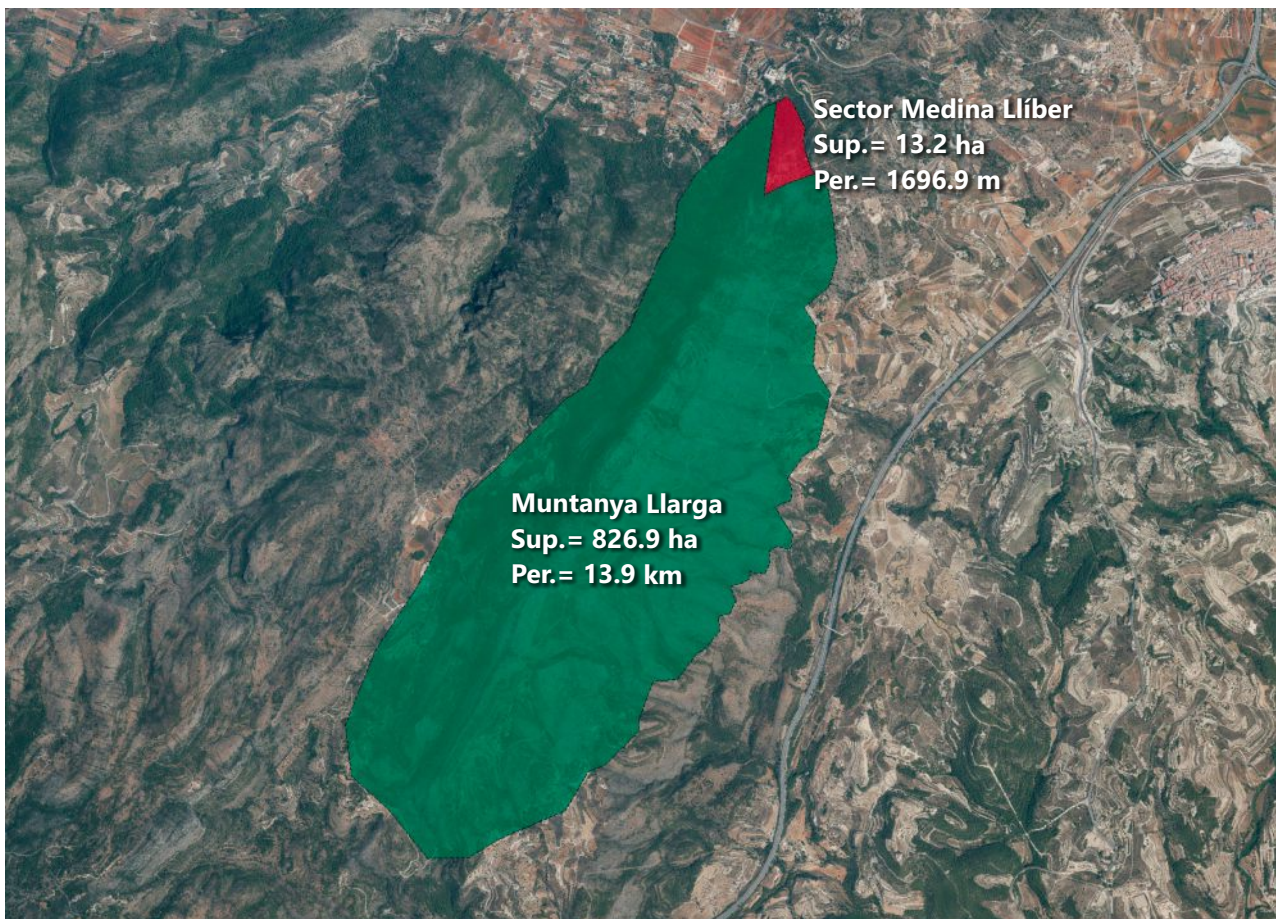 Sector Medina Llíber
Sup.= 13.2 ha
Per.= 1696.9 m
Muntanya Llarga
Sup.= 826.9 ha
Per.= 13.9 km